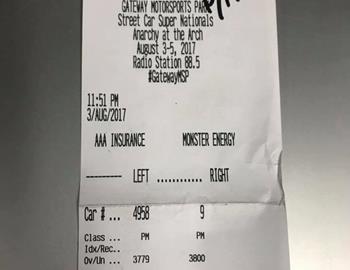 GATEWAY MOTORSPORTS PARK
Street Car Super Nationals
Anarchy at the Arch
August 3-5, 2017
Radio Station 88.5
#GatewayMSP
11:51 PM
3/AUG/2017
AAA INSURANCE MONSTER ENERGY
--------- LEFT ............ RIGHT
Car # ... 4958 9
Class ... PM PM
Idx/Rec..
Ov/Un ... 3779 3800